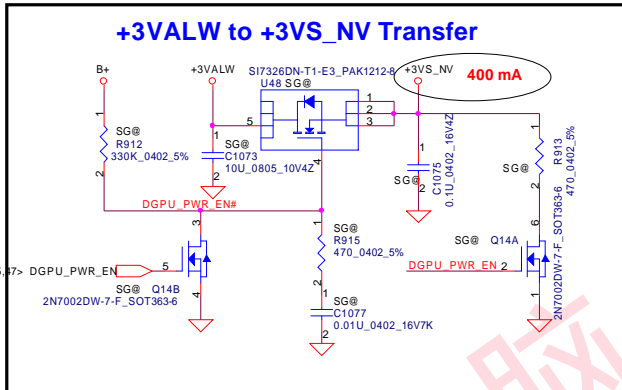 +3VALW to +3VS_NV Transfer
B+
+3VALW
SI7326DN-T1-E3_PAK1212-8
U48 SG@
+3VS_NV
400 mA
1
SG@
R912
330K_0402_5%
2
5
1
2
3
4
1
SG@
C1073
10U_0805_10V4Z
2
1
SG@
C1075
0.1U_0402_16V4Z
2
1
SG@
R913
470_0402_5%
2
DGPU_PWR_EN#
3
,47> DGPU_PWR_EN
5
SG@
Q14B
4
2N7002DW-7-F_SOT363-6
1
SG@
R915
470_0402_5%
2
1
SG@
C1077
0.01U_0402_16V7K
2
6
SG@
Q14A
DGPU_PWR_EN
2
1
2N7002DW-7-F_SOT363-6